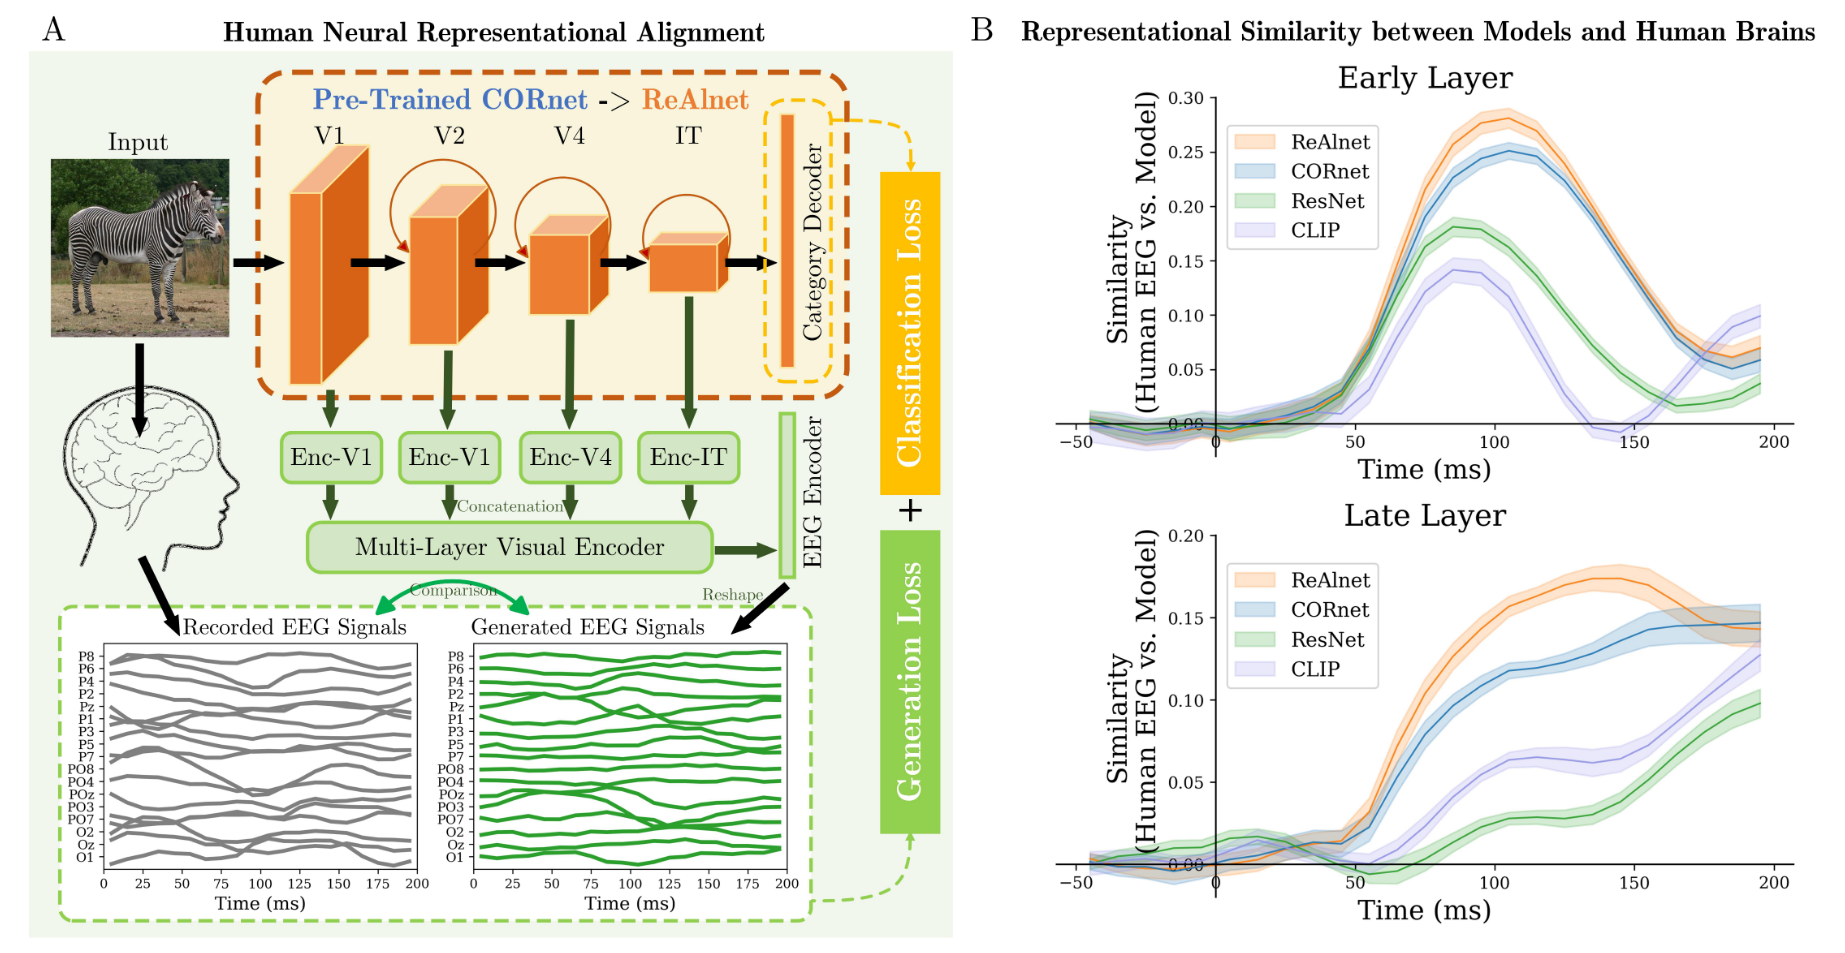 A
Human Neural Representational Alignment
Pre-Trained CORnet -> ReAlnet
Input
V1
V2
V4
IT
Category Decoder
Classification Loss
+
Generation Loss
Enc-V1
Enc-V1
Enc-V4
Enc-IT
Concatenation
Multi-Layer Visual Encoder
EEG Encoder
Comparison
Reshape
Recorded EEG Signals
P8
P6
P4
P2
Pz
P1
P3
P5
P7
PO8
PO4
POz
PO3
PO7
O2
Oz
O1
0 25 50 75 100 125 150 175 200
Time (ms)
Generated EEG Signals
P8
P6
P4
P2
Pz
P1
P3
P5
P7
PO8
PO4
POz
PO3
PO7
O2
Oz
O1
0 25 50 75 100 125 150 175 200
Time (ms)
B
Representational Similarity between Models and Human Brains
Early Layer
Similarity
(Human EEG vs. Model)
0.30
0.25
0.20
0.15
0.10
0.05
0.00
ReAlnet
CORnet
ResNet
CLIP
−50 0 50 100 150 200
Time (ms)
Late Layer
Similarity
(Human EEG vs. Model)
0.20
0.15
0.10
0.05
0.00
ReAlnet
CORnet
ResNet
CLIP
−50 0 50 100 150 200
Time (ms)